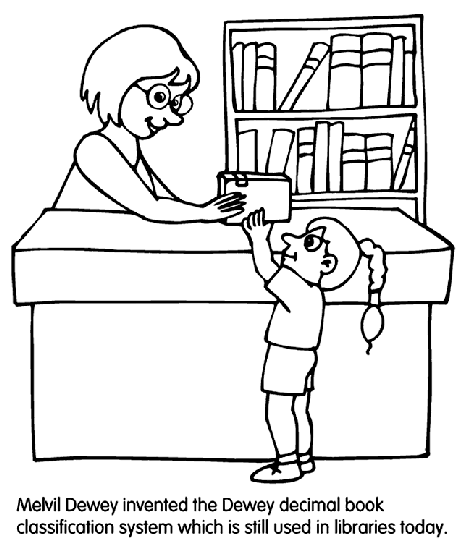 Melvil Dewey invented the Dewey decimal book
classification system which is still used in libraries today.